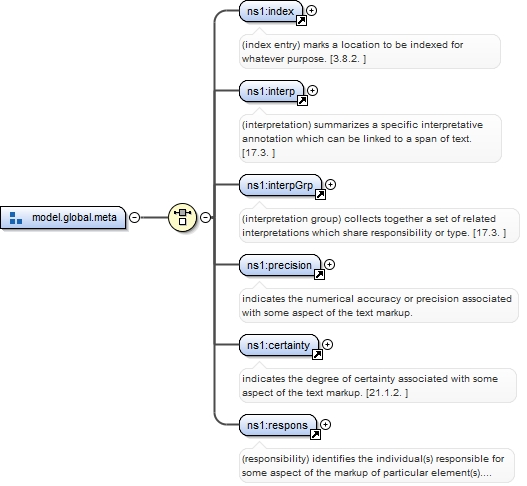 ns1:index
(index entry) marks a location to be indexed for
whatever purpose. [3.8.2. ]
ns1:interp
(interpretation) summarizes a specific interpretative
annotation which can be linked to a span of text.
[17.3. ]
ns1:interpGrp
(interpretation group) collects together a set of related
interpretations which share responsibility or type. [17.3. ]
model.global.meta
ns1:precision
indicates the numerical accuracy or precision associated
with some aspect of the text markup.
ns1:certainty
indicates the degree of certainty associated with some
aspect of the text markup. [21.1.2. ]
ns1:respons
(responsibility) identifies the individual(s) responsible for
some aspect of the markup of particular element(s)....